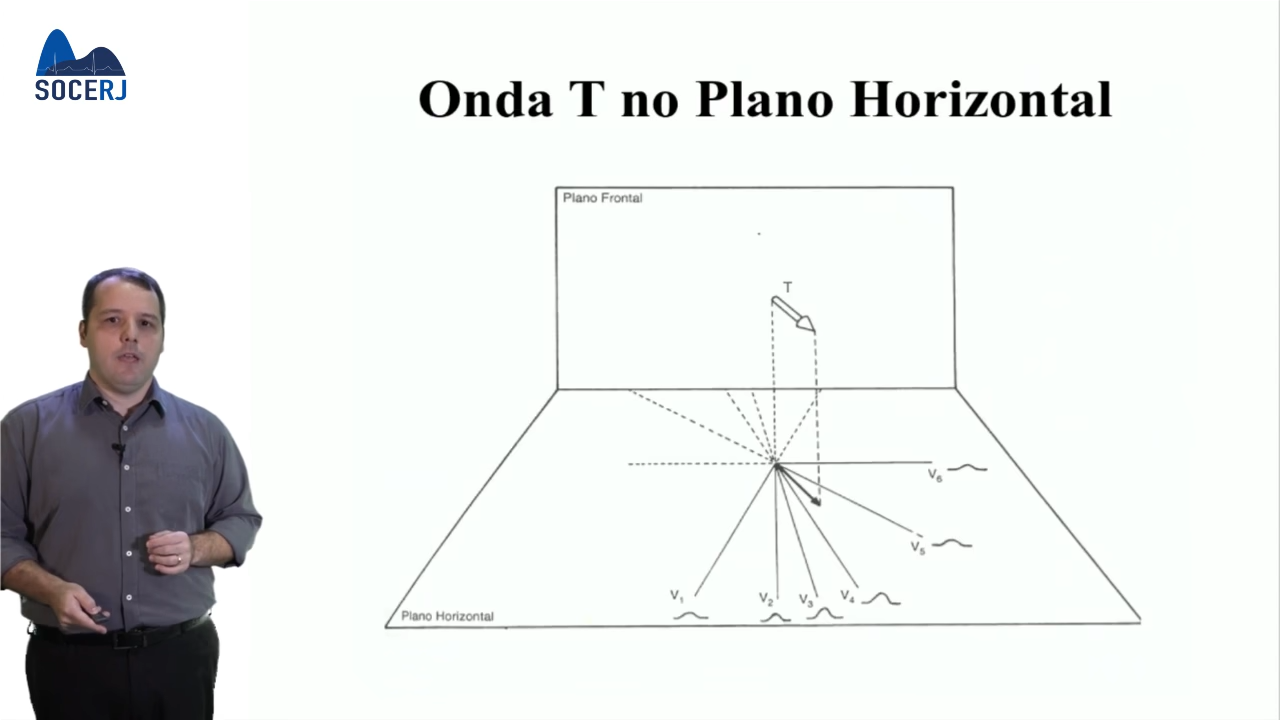 SOCERJ
Onda T no Plano Horizontal
Plano Frontal
T
V6
V5
V1 V2 V3 V4
Plano Horizontal